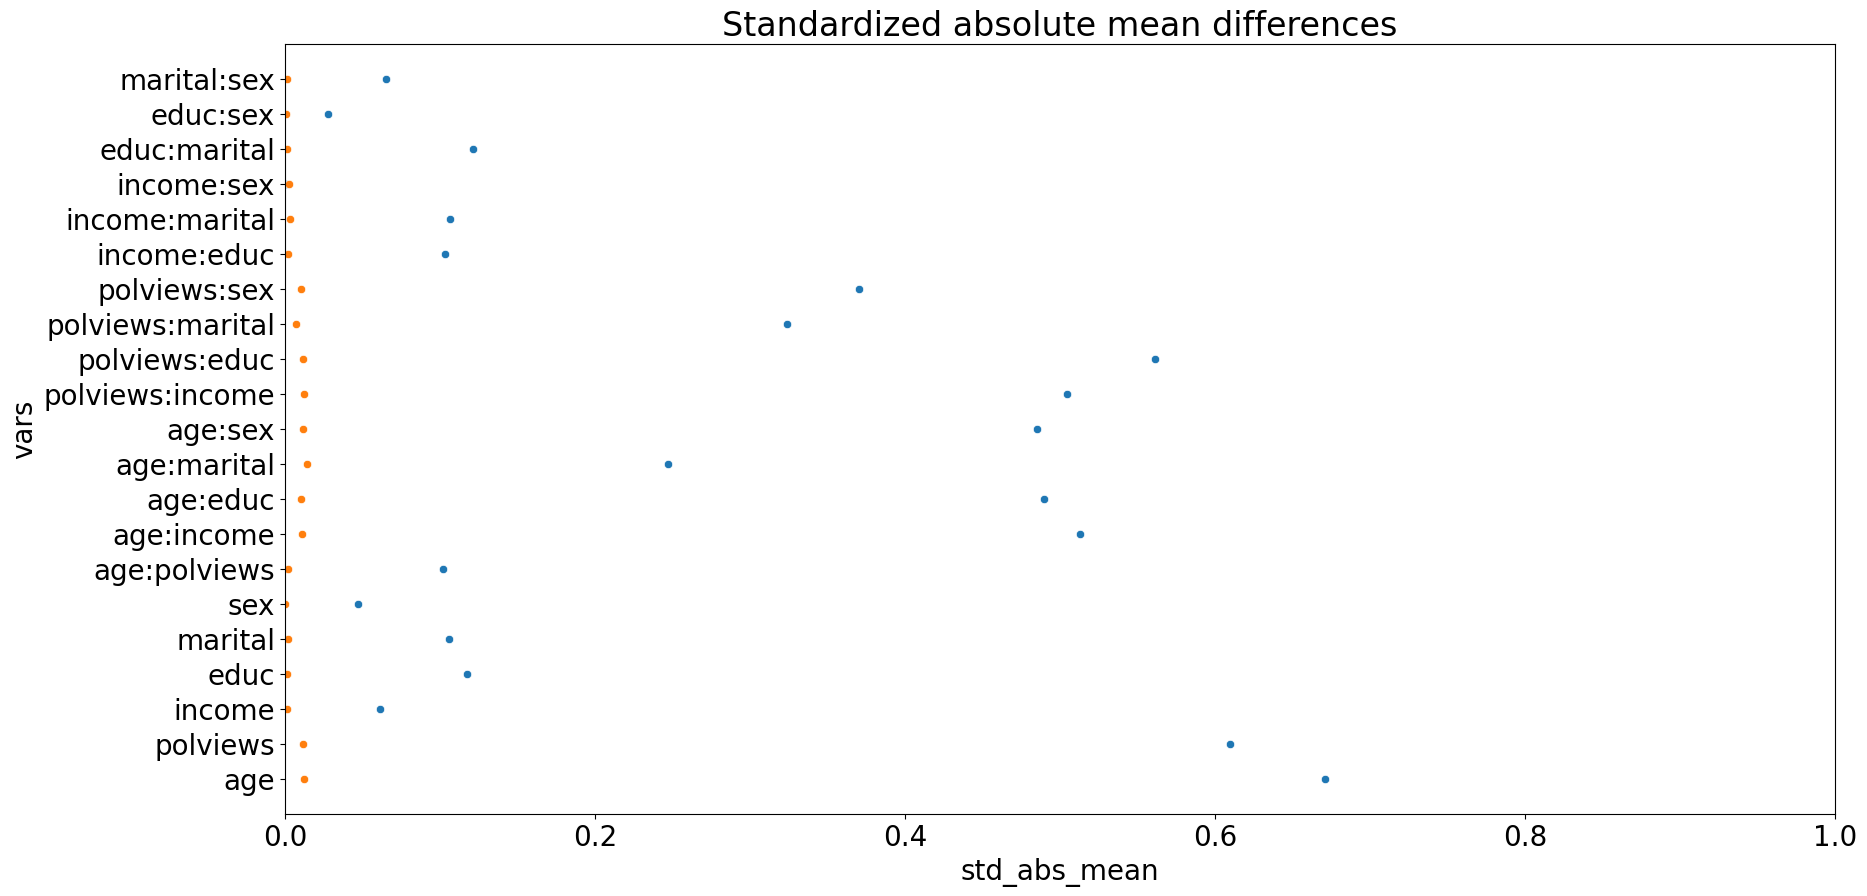 Standardized absolute mean differences
marital:sex
educ:sex
educ:marital
income:sex
income:marital
income:educ
polviews:sex
polviews:marital
polviews:educ
polviews:income
age:sex
age:marital
age:educ
age:income
age:polviews
sex
marital
educ
income
polviews
age
vars
0.0 0.2 0.4 0.6 0.8 1.0
std_abs_mean